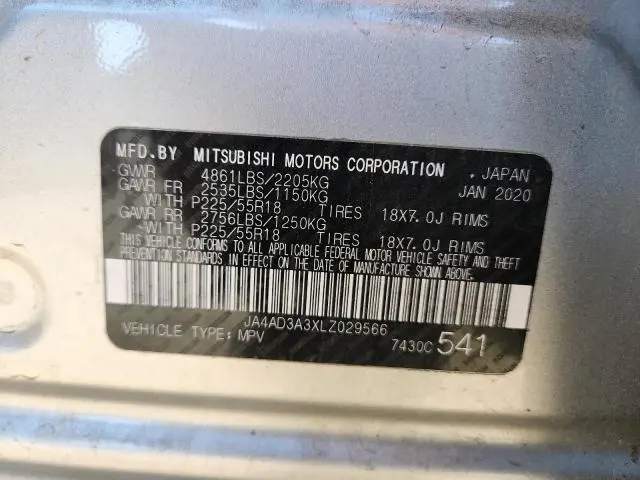 MFD.BY MITSUBISHI MOTORS CORPORATION . JAPAN
GVWR 4861LBS/2205KG JAN 2020
GAWR FR 2535LBS/1150KG
-WITH P225/55R18 TIRES 18X7.0J RIMS
GAWR RR 2756LBS/1250KG
-WITH P225/55R18 TIRES 18X7.0J RIMS
THIS VEHICLE CONFORMS TO ALL APPLICABLE FEDERAL MOTOR VEHICLE SAFETY AND THEFT
PREVENTION STANDARDS IN EFFECT ON THE DATE OF MANUFACTURE SHOWN ABOVE.
JA4AD3A3XLZ029566
VEHICLE TYPE: MPV 7430C 541